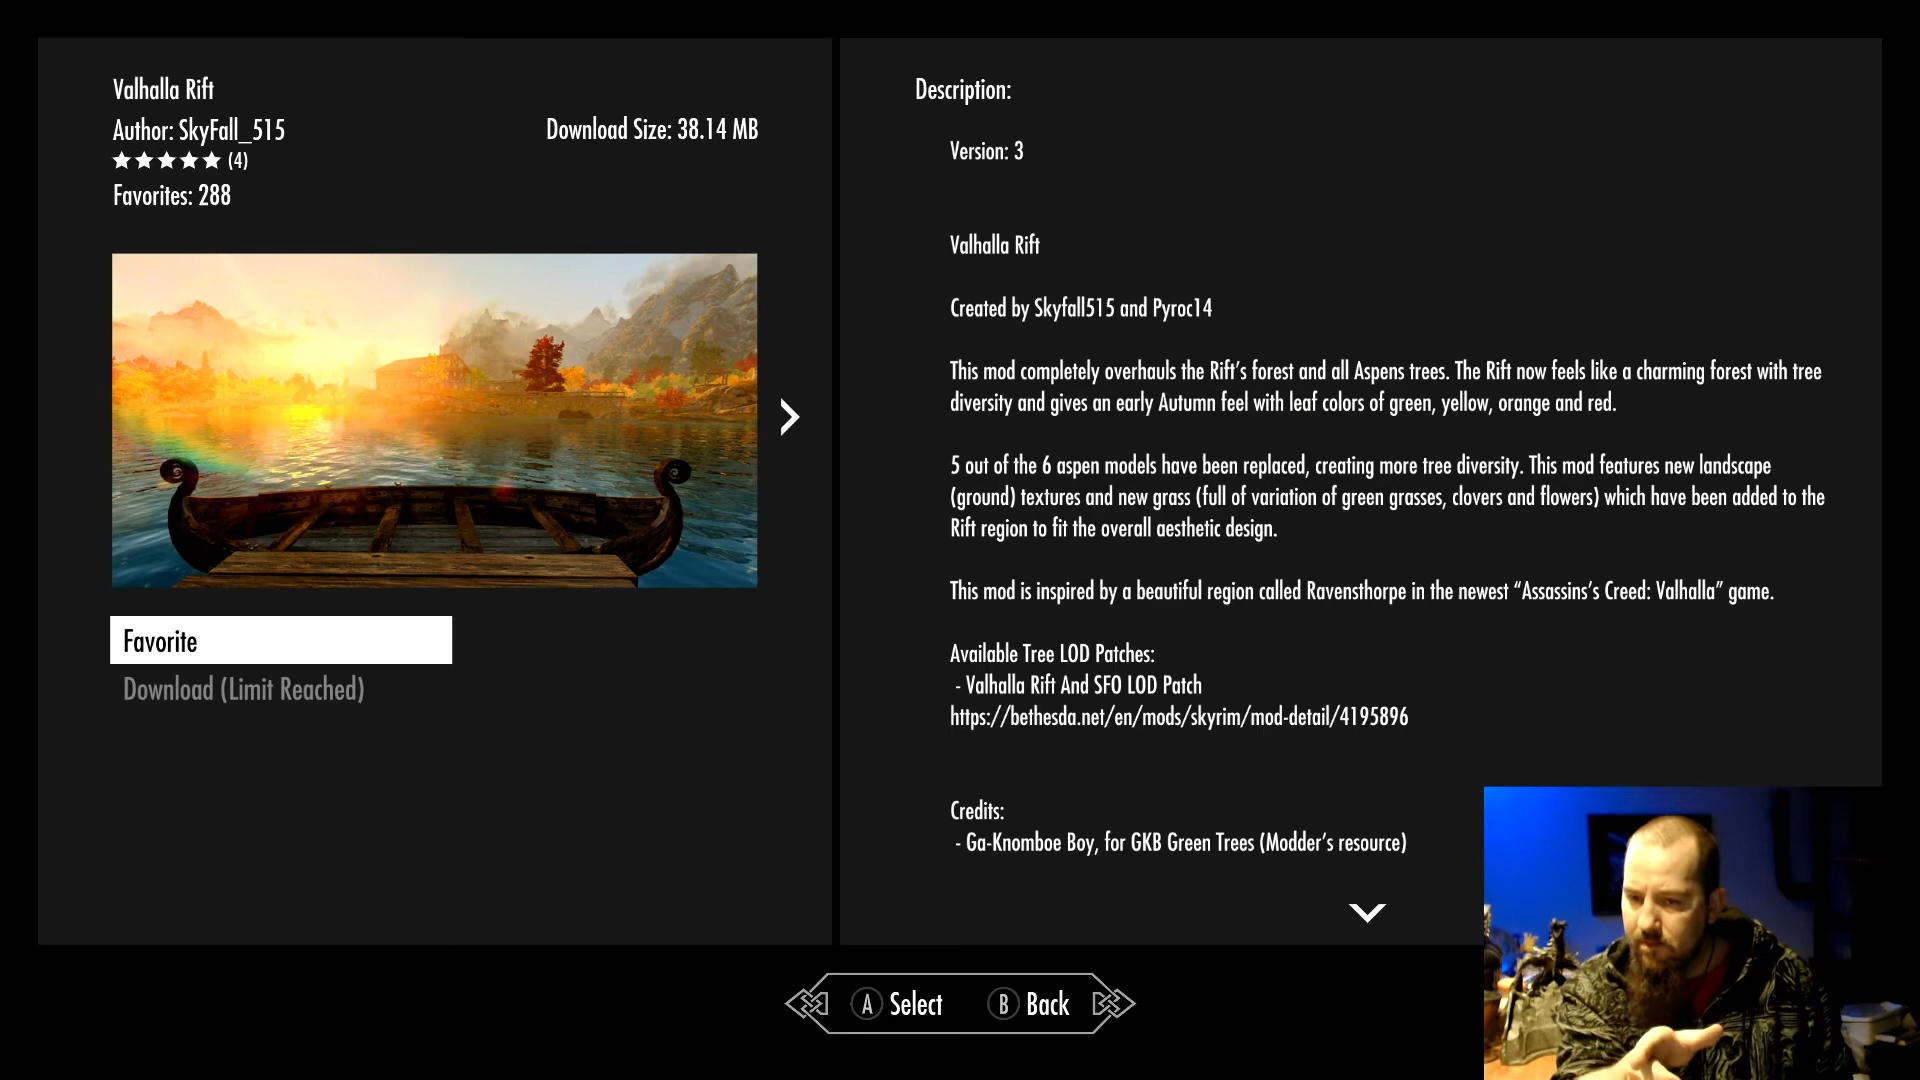 Valhalla Rift
Author: SkyFall_515
Download Size: 38.14 MB
(4)
Favorites: 288
Favorite
Download (Limit Reached)
Description:
Version: 3
Valhalla Rift
Created by Skyfall515 and Pyroc14
This mod completely overhauls the Rift's forest and all Aspens trees. The Rift now feels like a charming forest with tree
diversity and gives an early Autumn feel with leaf colors of green, yellow, orange and red.
5 out of the 6 aspen models have been replaced, creating more tree diversity. This mod features new landscape
(ground) textures and new grass (full of variation of green grasses, clovers and flowers) which have been added to the
Rift region to fit the overall aesthetic design.
This mod is inspired by a beautiful region called Ravensthorpe in the newest “Assassins's Creed: Valhalla” game.
Available Tree LOD Patches:
- Valhalla Rift And SFO LOD Patch
https://bethesda.net/en/mods/skyrim/mod-detail/4195896
Credits:
- Ga-Knomboe Boy, for GKB Green Trees (Modder's resource)
A Select B Back